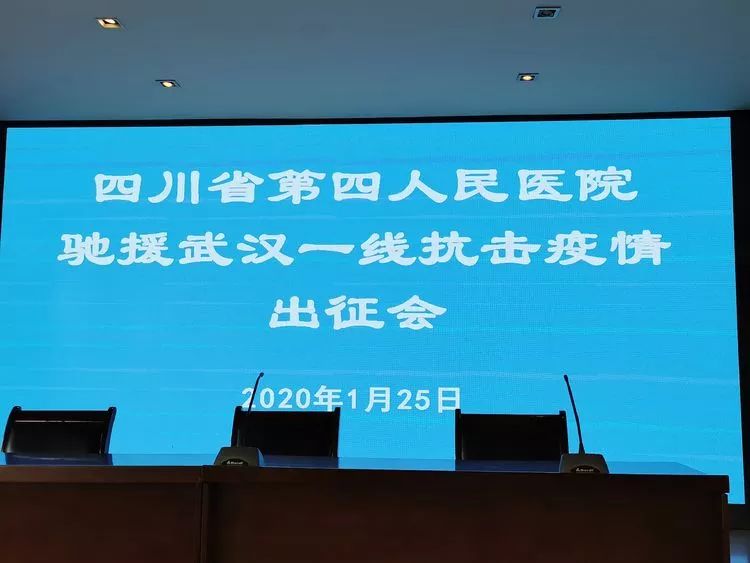 四川省第四人民医院
驰援武汉一线抗击疫情
出征会
2020年1月25日